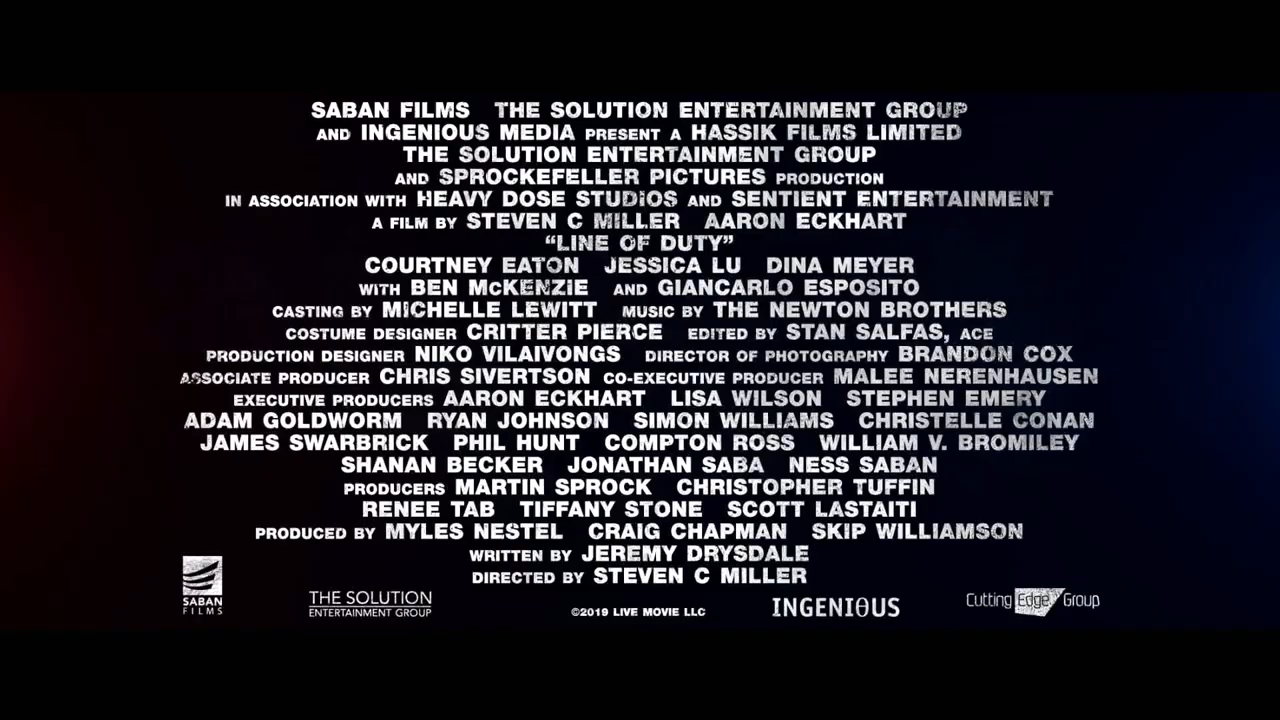 SABAN FILMS THE SOLUTION ENTERTAINMENT GROUP
AND INGENIOUS MEDIA PRESENT A HASSIK FILMS LIMITED
THE SOLUTION ENTERTAINMENT GROUP
AND SPROCKEFELLER PICTURES PRODUCTION
IN ASSOCIATION WITH HEAVY DOSE STUDIOS AND SENTIENT ENTERTAINMENT
A FILM BY STEVEN C MILLER AARON ECKHART
“LINE OF DUTY”
COURTNEY EATON JESSICA LU DINA MEYER
WITH BEN McKENZIE AND GIANCARLO ESPOSITO
CASTING BY MICHELLE LEWITT MUSIC BY THE NEWTON BROTHERS
COSTUME DESIGNER CRITTER PIERCE EDITED BY STAN SALFAS, ACE
PRODUCTION DESIGNER NIKO VILAIVONGS DIRECTOR OF PHOTOGRAPHY BRANDON COX
ASSOCIATE PRODUCER CHRIS SIVERTSON CO-EXECUTIVE PRODUCER MALEE NERENHAUSEN
EXECUTIVE PRODUCERS AARON ECKHART LISA WILSON STEPHEN EMERY
ADAM GOLDWORM RYAN JOHNSON SIMON WILLIAMS CHRISTELLE CONAN
JAMES SWARBRICK PHIL HUNT COMPTON ROSS WILLIAM V. BROMILEY
SHANAN BECKER JONATHAN SABA NESS SABAN
PRODUCERS MARTIN SPROCK CHRISTOPHER TUFFIN
RENEE TAB TIFFANY STONE SCOTT LASTAITI
PRODUCED BY MYLES NESTEL CRAIG CHAPMAN SKIP WILLIAMSON
WRITTEN BY JEREMY DRYSDALE
DIRECTED BY STEVEN C MILLER
SABAN
FILMS
THE SOLUTION
ENTERTAINMENT GROUP
©2019 LIVE MOVIE LLC
INGENIOUS
Cutting Edge Group